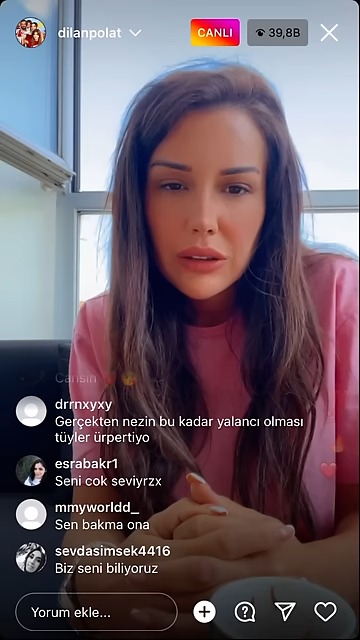 dilanpolat
CANLI
39,8B
Cansın
drrnxyxy
Gerçekten nezin bu kadar yalancı olması
tüyler ürpertiyo
esrabakr1
Seni cok seviyrzx
mmyworldd_
Sen bakma ona
sevdasimsek4416
Biz seni biliyoruz
Yorum ekle...